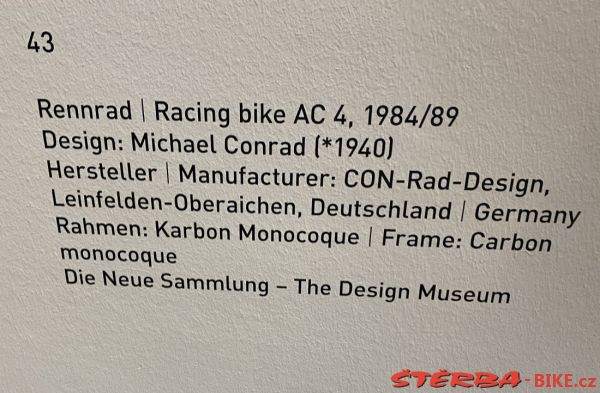 43
Rennrad | Racing bike AC 4, 1984/89
Design: Michael Conrad (*1940)
Hersteller | Manufacturer: CON-Rad-Design,
Leinfelden-Oberaichen, Deutschland | Germany
Rahmen: Karbon Monocoque | Frame: Carbon
monocoque
Die Neue Sammlung – The Design Museum
ŠTĚRBA-BIKE.cz